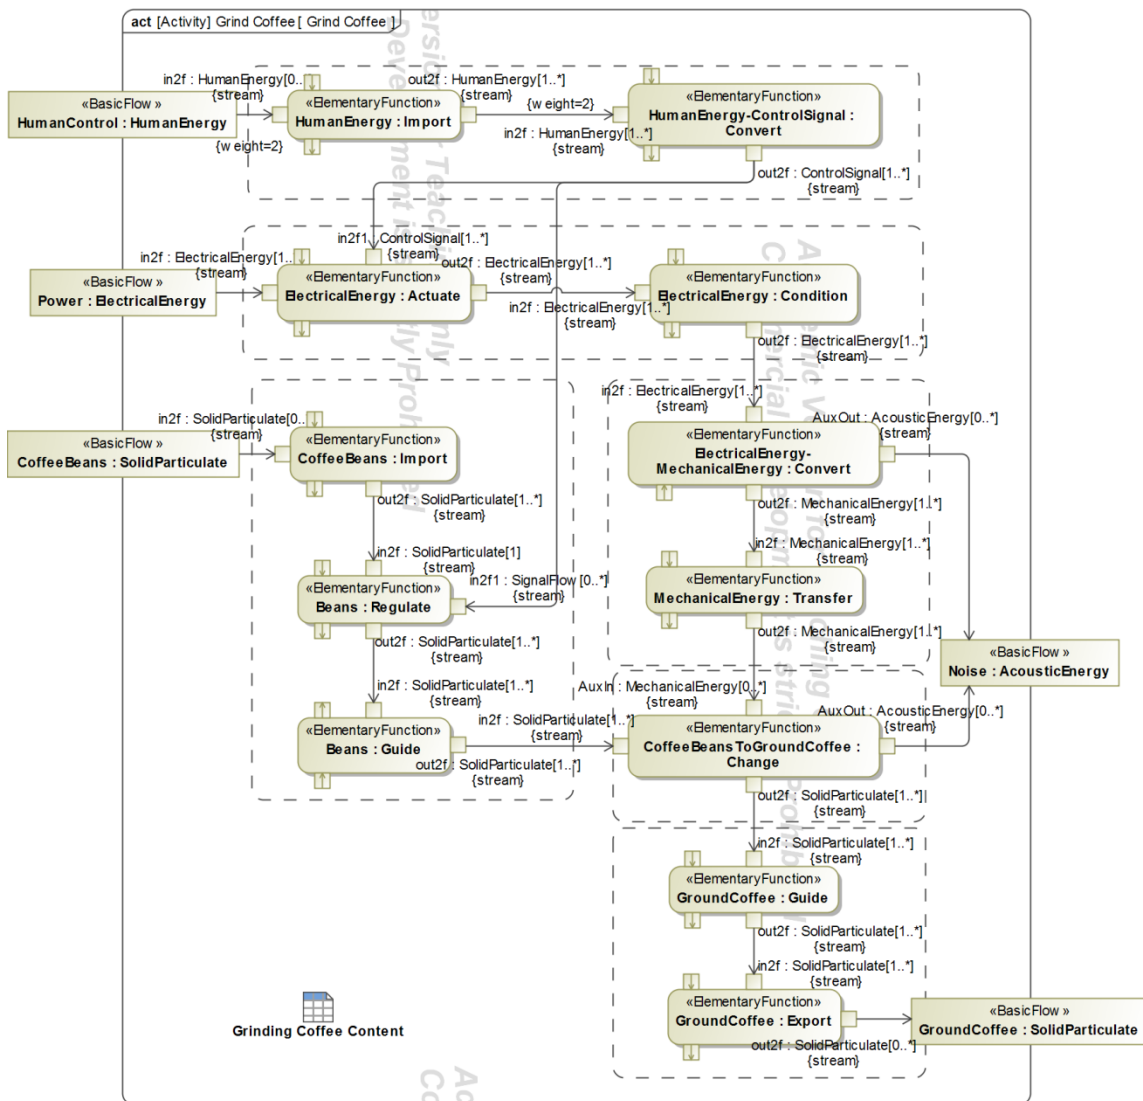 act [Activity] Grind Coffee [ Grind Coffee ]
in2f : HumanEnergy[0..
{stream}
out2f : HumanEnergy[1..*]
{stream}
«BasicFlow»
HumanControl : HumanEnergy
{weight=2}
«ElementaryFunction»
HumanEnergy : Import
{weight=2}
in2f : HumanEnergy[1..*]
{stream}
«ElementaryFunction»
HumanEnergy-ControlSignal :
Convert
out2f : ControlSignal[1..*]
{stream}
in2f1 ControlSignal[1..*]
{stream}
in2f : ElectricalEnergy[1..
{stream}
out2f : ElectricalEnergy[1..*]
{stream}
«BasicFlow»
Power : ElectricalEnergy
«ElementaryFunction»
ElectricalEnergy : Actuate
in2f : ElectricalEnergy[1..*]
{stream}
«ElementaryFunction»
ElectricalEnergy : Condition
out2f : ElectricalEnergy[1..*]
{stream}
in2f : ElectricalEnergy[1..*]
{stream}
in2f : SolidParticulate[0..
{stream}
«BasicFlow»
CoffeeBeans : SolidParticulate
«ElementaryFunction»
CoffeeBeans : Import
out2f : SolidParticulate[1..*]
{stream}
AuxOut : AcousticEnergy[0..*]
{stream}
«ElementaryFunction»
ElectricalEnergy-
MechanicalEnergy : Convert
out2f : MechanicalEnergy[1..*]
{stream}
in2f : SolidParticulate[1]
{stream}
in2f : MechanicalEnergy[1..*]
{stream}
«ElementaryFunction»
Beans : Regulate
in2f1 : SignalFlow [0..*]
{stream}
«ElementaryFunction»
MechanicalEnergy : Transfer
out2f : SolidParticulate[1..*]
{stream}
out2f : MechanicalEnergy[1..*]
{stream}
«BasicFlow»
Noise : AcousticEnergy
in2f : SolidParticulate[1..*]
{stream}
AuxIn : MechanicalEnergy[0..*]
{stream}
AuxOut : AcousticEnergy[0..*]
{stream}
«ElementaryFunction»
Beans : Guide
in2f : SolidParticulate[1..*]
{stream}
out2f : SolidParticulate[1..*]
{stream}
«ElementaryFunction»
CoffeeBeansToGroundCoffee :
Change
out2f : SolidParticulate[1..*]
{stream}
in2f : SolidParticulate[1..*]
{stream}
«ElementaryFunction»
GroundCoffee : Guide
out2f : SolidParticulate[1..*]
{stream}
in2f : SolidParticulate[1..*]
{stream}
«ElementaryFunction»
GroundCoffee : Export
out2f : SolidParticulate[0..*]
{stream}
«BasicFlow»
GroundCoffee : SolidParticulate
Grinding Coffee Content